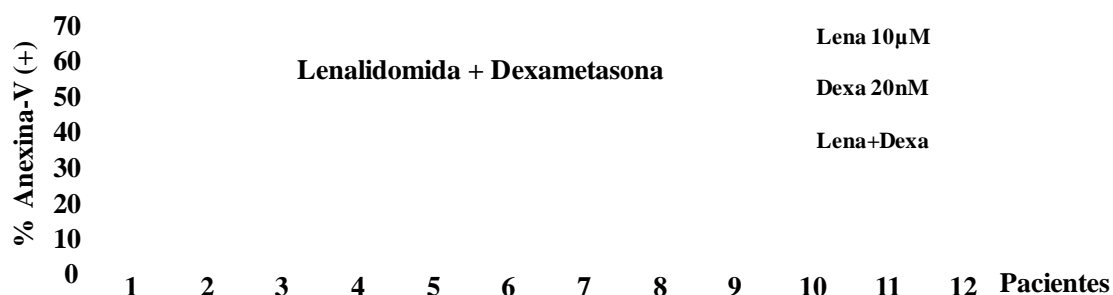 % Anexina-V (+)
70
60
50
40
30
20
10
0
Lenalidomida + Dexametasona
Lena 10µM
Dexa 20nM
Lena+Dexa
1 2 3 4 5 6 7 8 9 10 11 12 Pacientes